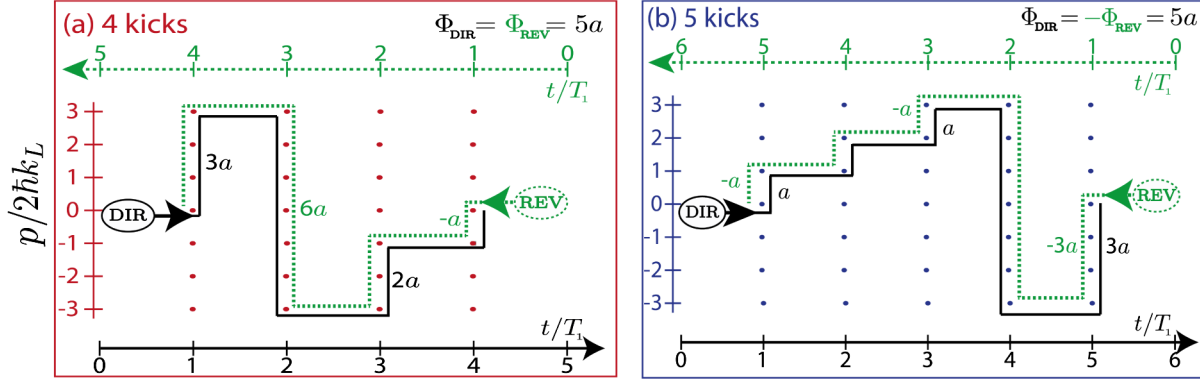 (a) 4 kicks
Φ_DIR = Φ_REV = 5a
5 4 3 2 1 0
t/T₁
p/2ħk_L
3
2
1
0
-1
-2
-3
3a
6a
-a
2a
DIR
REV
t/T₁
0 1 2 3 4 5
(b) 5 kicks
Φ_DIR = -Φ_REV = 5a
6 5 4 3 2 1 0
t/T₁
3
2
1
0
-1
-2
-3
-a
a
-a
a
-3a
3a
DIR
REV
t/T₁
0 1 2 3 4 5 6